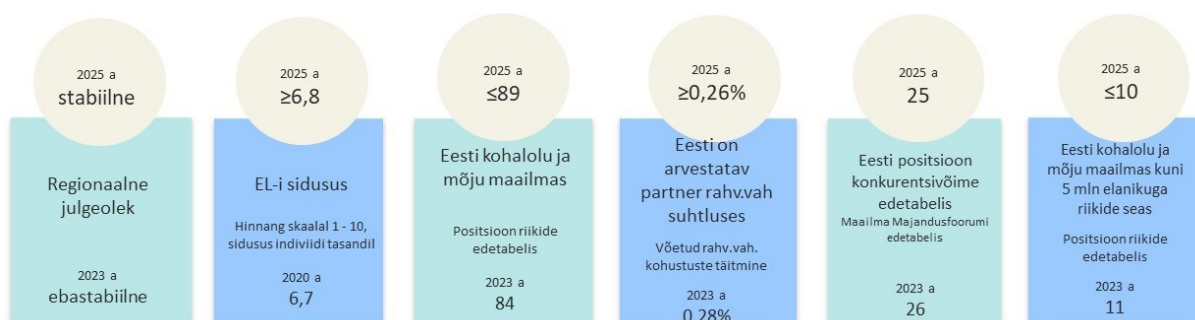 2025 a
stabiilne
Regionaalne
julgeolek
2023 a
ebastabiilne
2025 a
≥6,8
EL-i sidusus
Hinnang skaalal 1 - 10,
sidusus indiviidi tasandil
2020 a
6,7
2025 a
≤89
Eesti kohalolu ja
mõju maailmas
Positsioon riikide
edetabelis
2023 a
84
2025 a
≥0,26%
Eesti on
arvestatav
partner rahv.vah
suhtluses
Võetud rahv.vah.
kohustuste täitmine
2023 a
0,28%
2025 a
25
Eesti positsioon
konkurentsivõime
edetabelis
Maailma Majandusfoorumi
edetabelis
2023 a
26
2025 a
≤10
Eesti kohalolu ja
mõju maailmas kuni
5 mln elanikuga
riikide seas
Positsioon riikide
edetabelis
2023 a
11